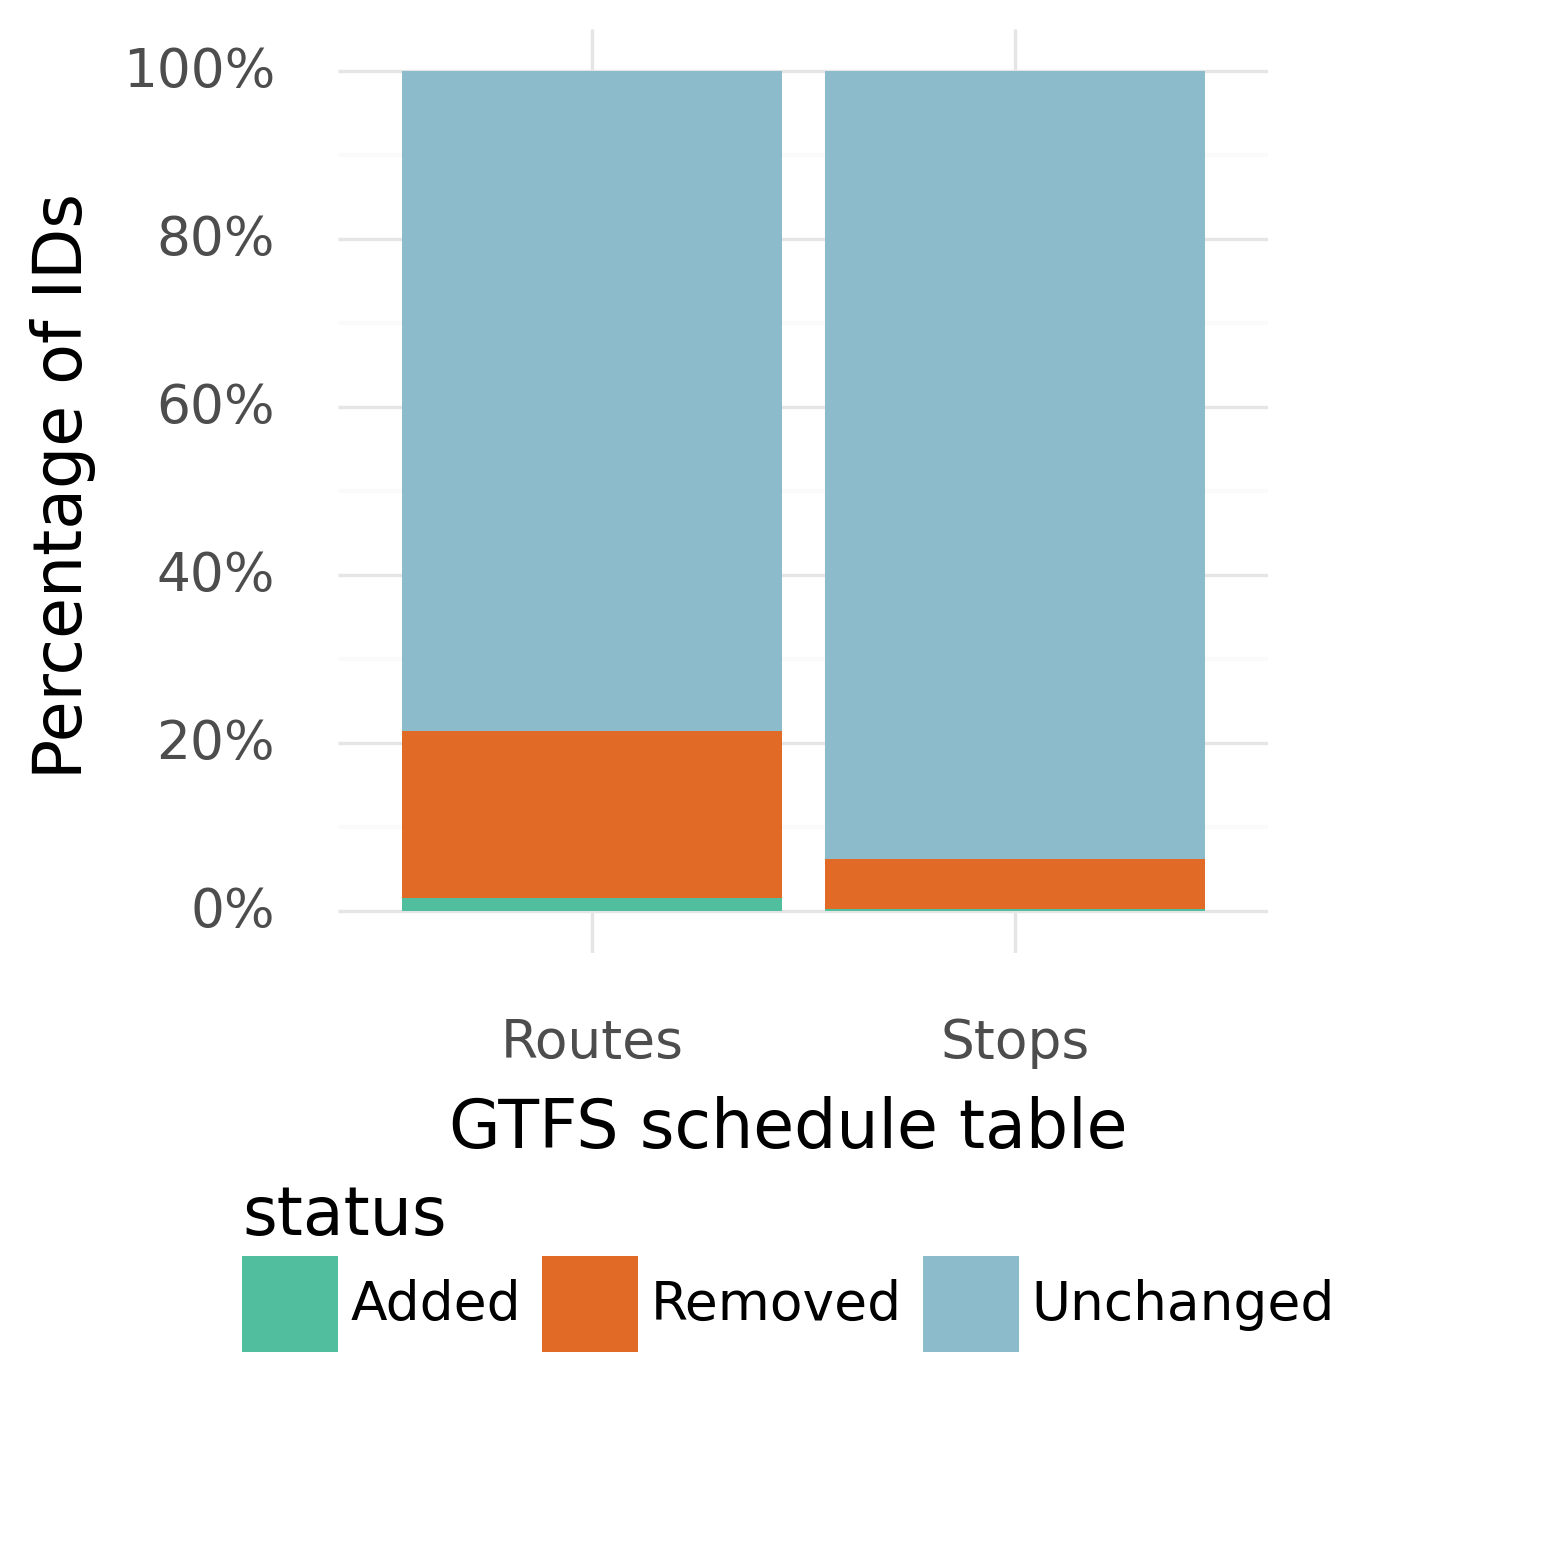 Percentage of IDs
100%
80%
60%
40%
20%
0%
Routes Stops
GTFS schedule table
status
Added Removed Unchanged